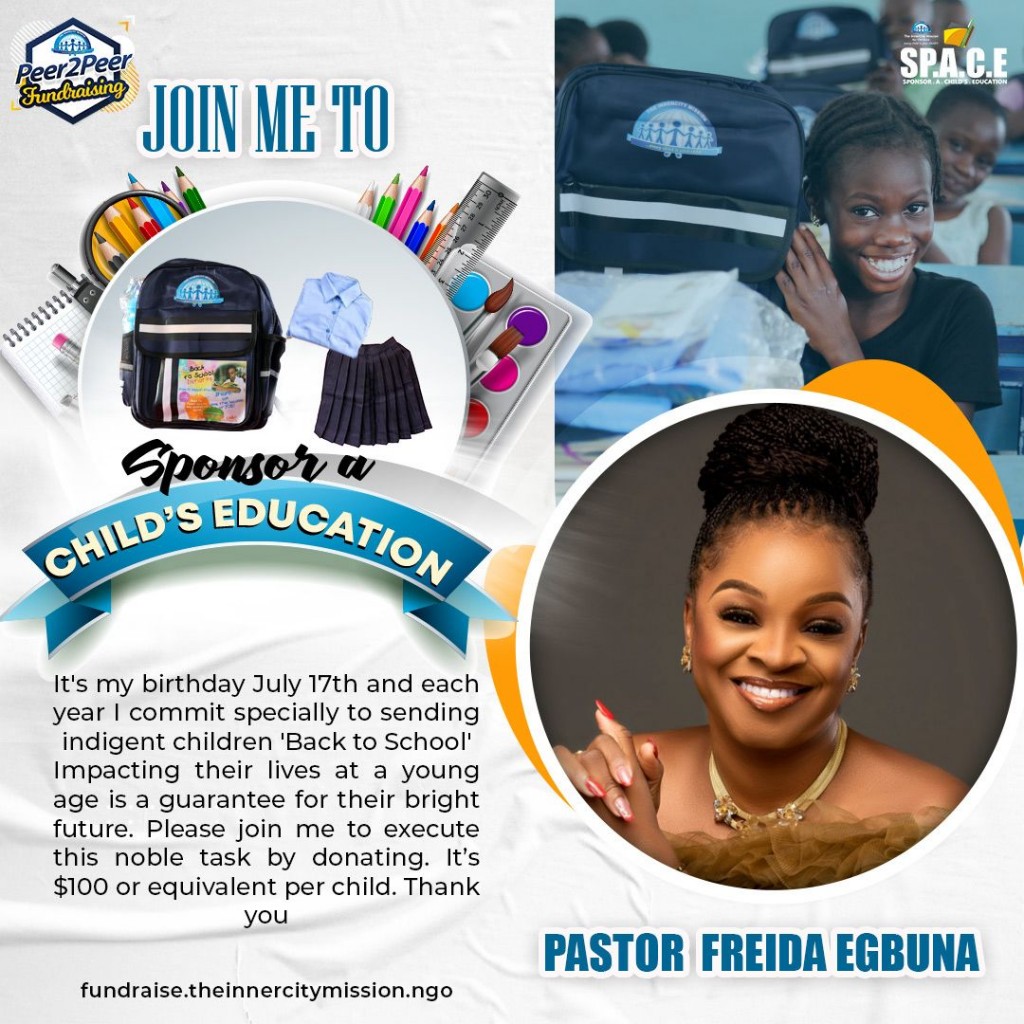 Peer2Peer
Fundraising
JOIN ME TO
SP.A.C.E
SPONSOR . A . CHILD'S . EDUCATION
Back
to School
Sponsor a
CHILD'S EDUCATION
It's my birthday July 17th and each
year I commit specially to sending
indigent children 'Back to School'
Impacting their lives at a young
age is a guarantee for their bright
future. Please join me to execute
this noble task by donating. It’s
$100 or equivalent per child. Thank
you
fundraise.theinnercitymission.ngo
PASTOR FREIDA EGBUNA